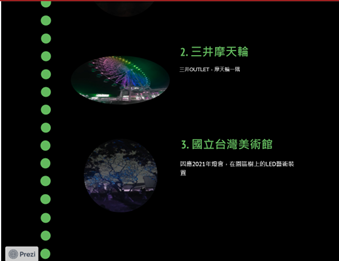 2. 三井摩天輪
三井OUTLET - 摩天輪一隅
3. 國立台灣美術館
因應2021年燈會，在園區樹上的LED藝術裝
置
Prezi